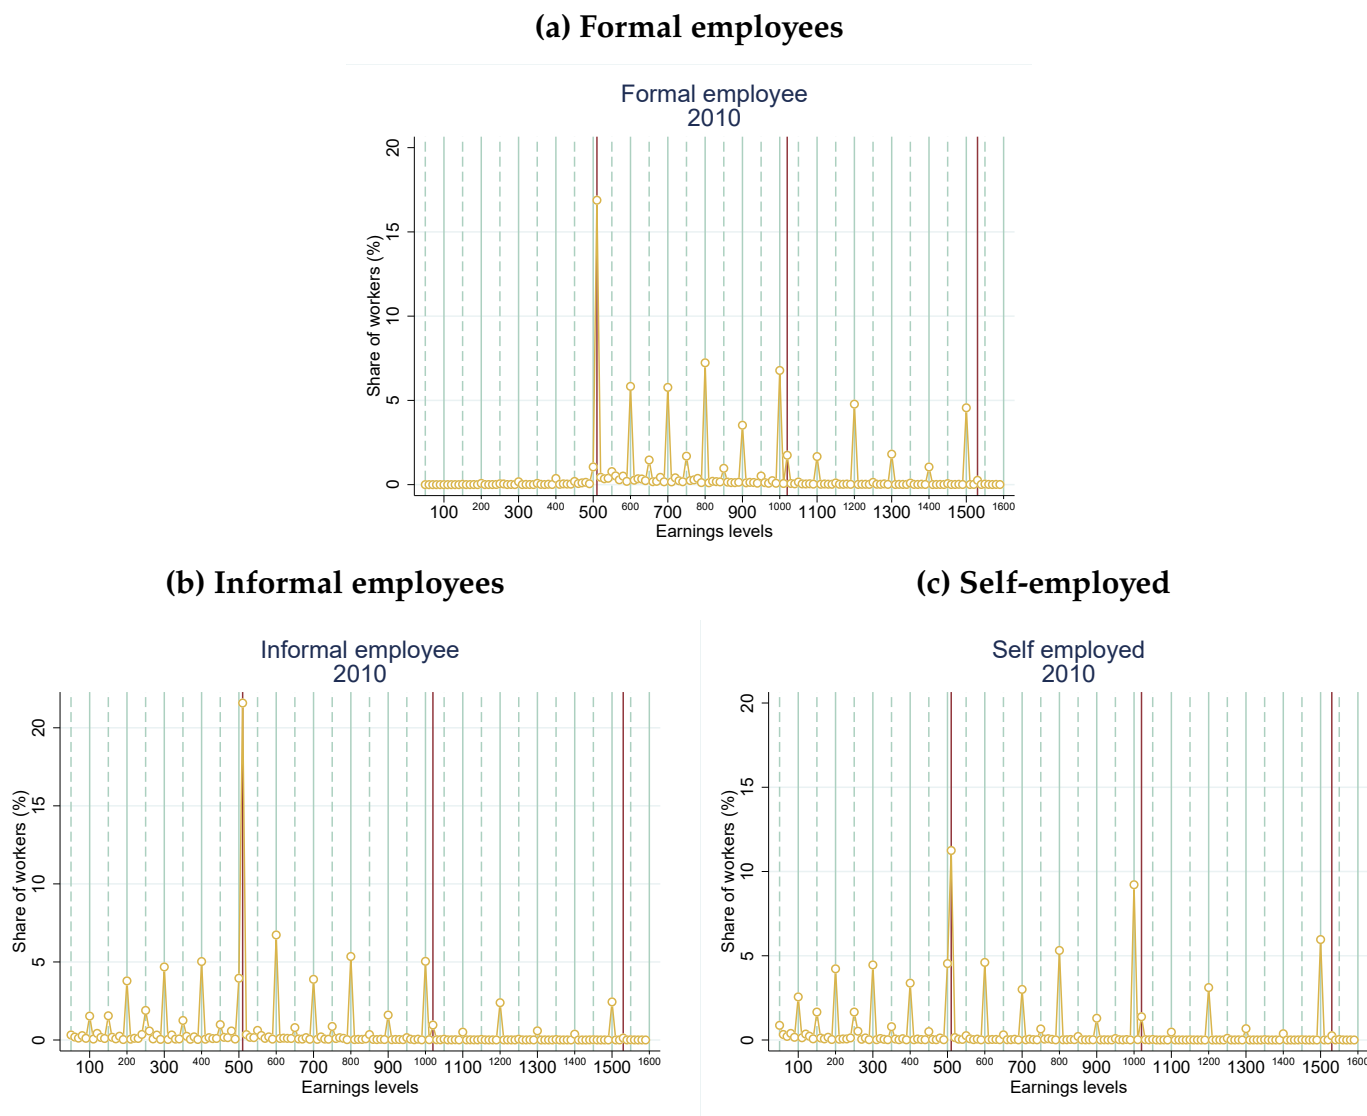 (a) Formal employees
Formal employee
2010
Share of workers (%)
20
15
10
5
0
100 200 300 400 500 600 700 800 900 1000 1100 1200 1300 1400 1500 1600
Earnings levels
(b) Informal employees
Informal employee
2010
Share of workers (%)
20
15
10
5
0
100 200 300 400 500 600 700 800 900 1000 1100 1200 1300 1400 1500 1600
Earnings levels
(c) Self-employed
Self employed
2010
Share of workers (%)
20
15
10
5
0
100 200 300 400 500 600 700 800 900 1000 1100 1200 1300 1400 1500 1600
Earnings levels